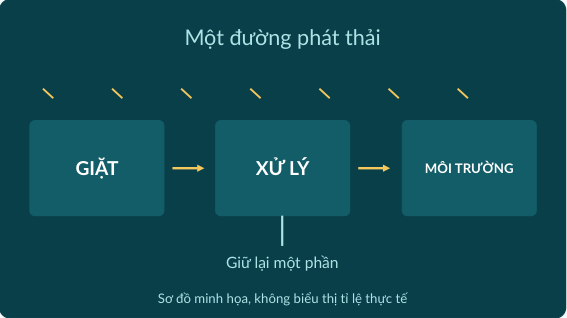 Một đường phát thải
GIẶT
XỬ LÝ
MÔI TRƯỜNG
Giữ lại một phần
Sơ đồ minh họa, không biểu thị tỉ lệ thực tế